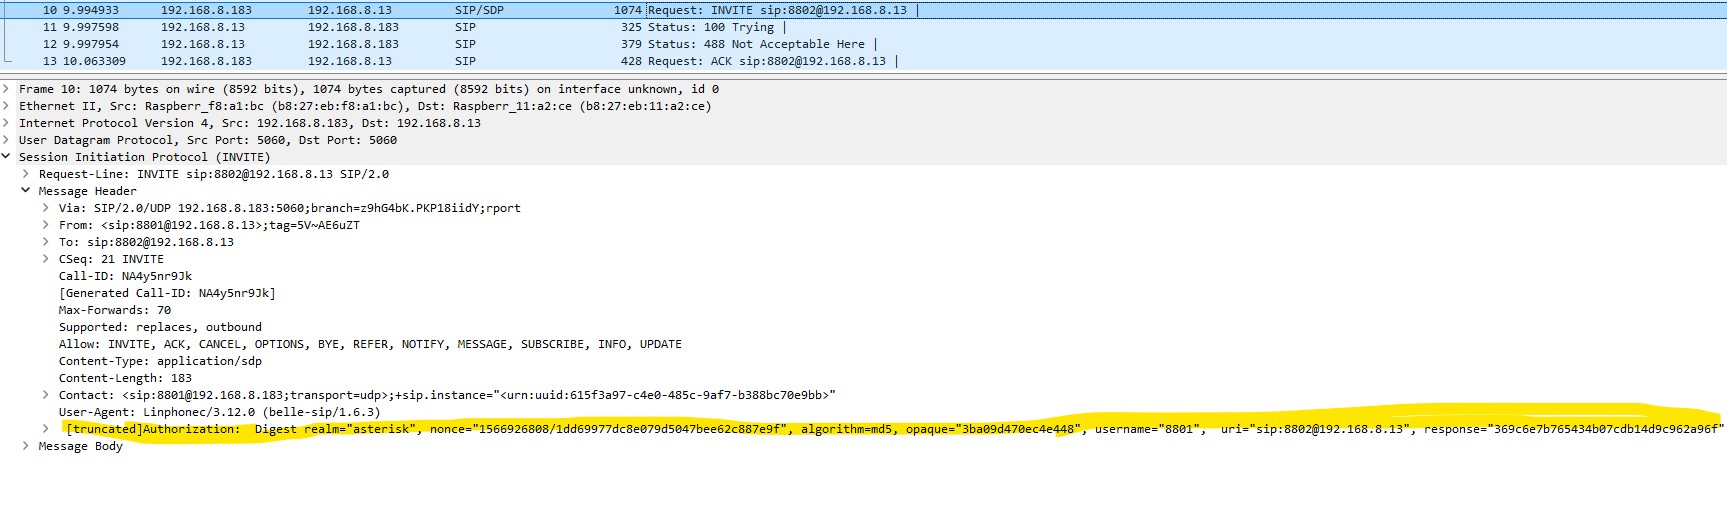 10 9.994933 192.168.8.183 192.168.8.13 SIP/SDP 1074 Request: INVITE sip:8802@192.168.8.13 |
11 9.997598 192.168.8.13 192.168.8.183 SIP 325 Status: 100 Trying |
12 9.997954 192.168.8.13 192.168.8.183 SIP 379 Status: 488 Not Acceptable Here |
13 10.063309 192.168.8.183 192.168.8.13 SIP 428 Request: ACK sip:8802@192.168.8.13 |
Frame 10: 1074 bytes on wire (8592 bits), 1074 bytes captured (8592 bits) on interface unknown, id 0
Ethernet II, Src: Raspberr_f8:a1:bc (b8:27:eb:f8:a1:bc), Dst: Raspberr_11:a2:ce (b8:27:eb:11:a2:ce)
Internet Protocol Version 4, Src: 192.168.8.183, Dst: 192.168.8.13
User Datagram Protocol, Src Port: 5060, Dst Port: 5060
Session Initiation Protocol (INVITE)
Request-Line: INVITE sip:8802@192.168.8.13 SIP/2.0
Message Header
Via: SIP/2.0/UDP 192.168.8.183:5060;branch=z9hG4bK.PKP18iidY;rport
From: <sip:8801@192.168.8.13>;tag=5V~AE6uZT
To: sip:8802@192.168.8.13
CSeq: 21 INVITE
Call-ID: NA4y5nr9Jk
[Generated Call-ID: NA4y5nr9Jk]
Max-Forwards: 70
Supported: replaces, outbound
Allow: INVITE, ACK, CANCEL, OPTIONS, BYE, REFER, NOTIFY, MESSAGE, SUBSCRIBE, INFO, UPDATE
Content-Type: application/sdp
Content-Length: 183
Contact: <sip:8801@192.168.8.183;transport=udp>;+sip.instance="<urn:uuid:615f3a97-c4e0-485c-9af7-b388bc70e9bb>"
User-Agent: Linphonec/3.12.0 (belle-sip/1.6.3)
[truncated]Authorization:  Digest realm="asterisk", nonce="1566926808/1dd69977dc8e079d5047bee62c887e9f", algorithm=md5, opaque="3ba09d470ec4e448", username="8801",  uri="sip:8802@192.168.8.13", response="369c6e7b765434b07cdb14d9c962a96f"
Message Body